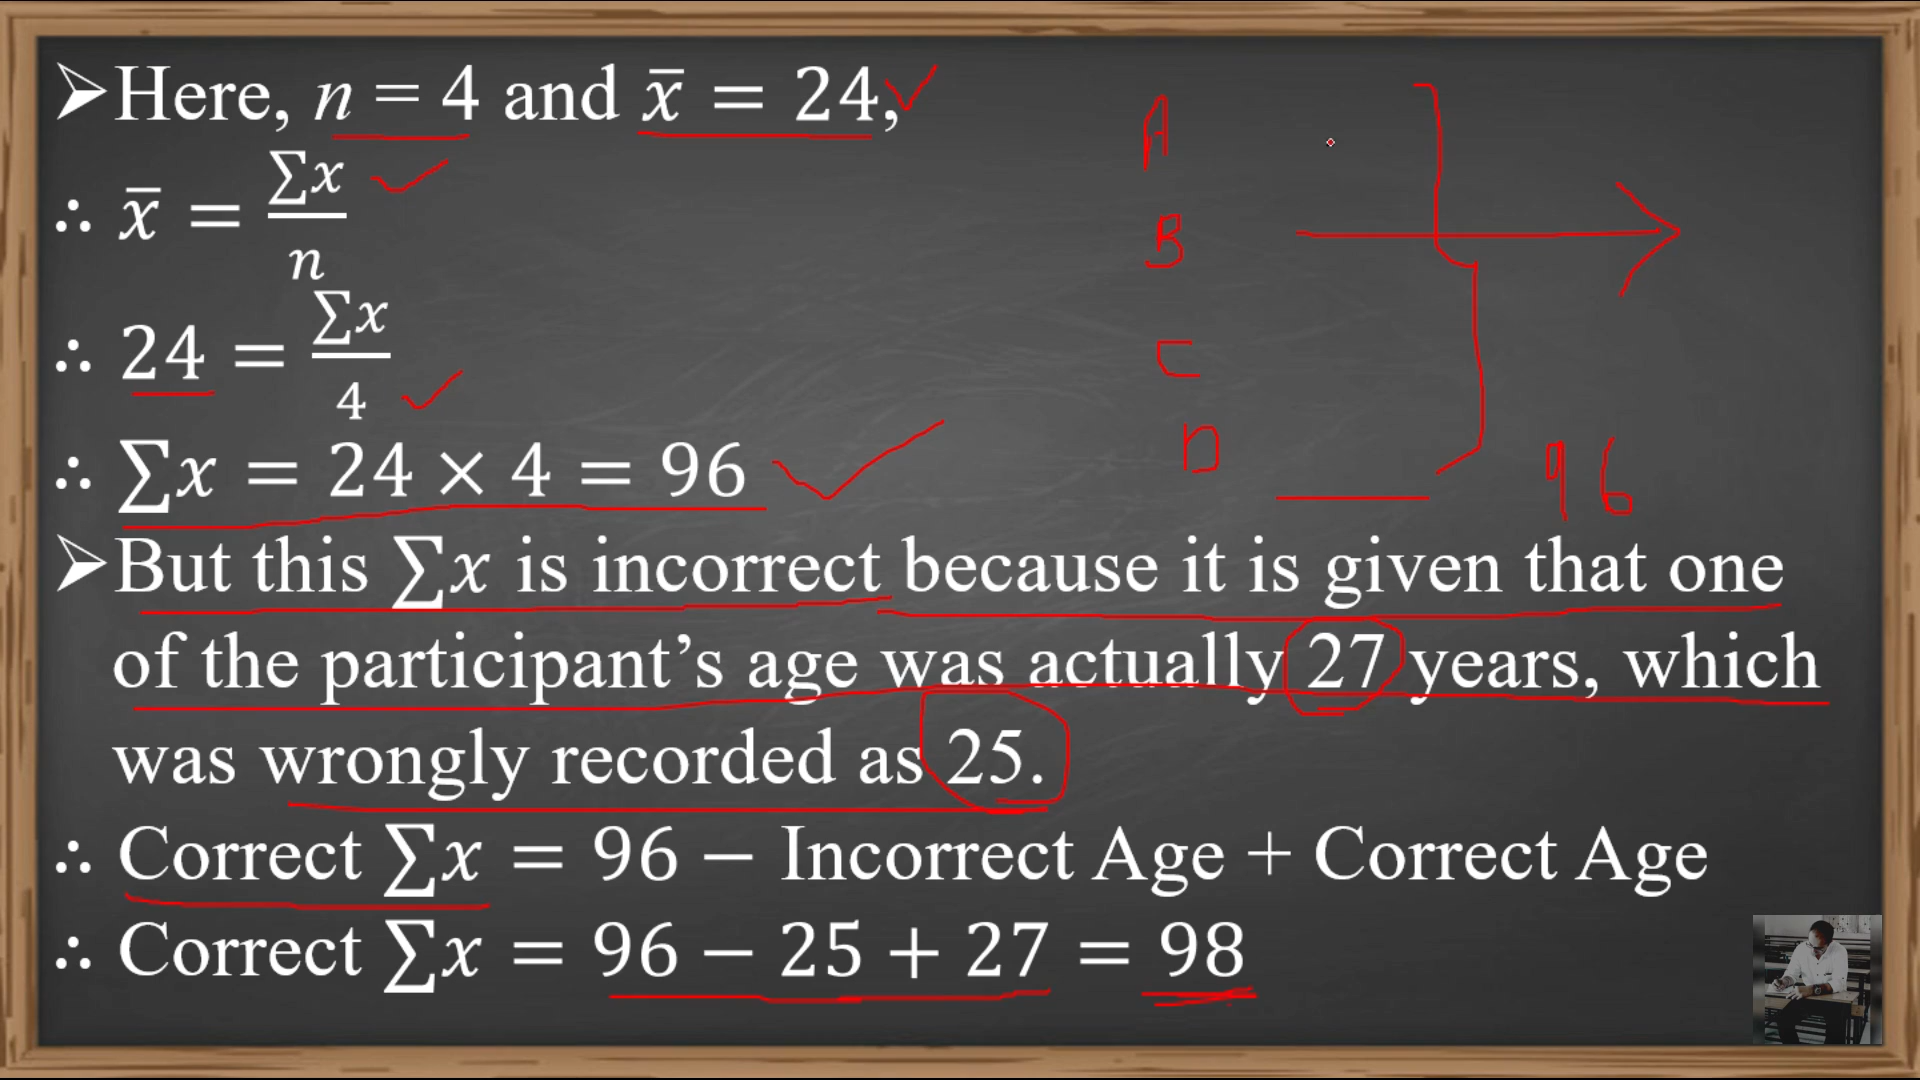 ➢Here, n = 4 and x̄ = 24,
∴ x̄ = ∑x / n
∴ 24 = ∑x / 4
∴ ∑x = 24 × 4 = 96
➢But this ∑x is incorrect because it is given that one
of the participant’s age was actually 27 years, which
was wrongly recorded as 25.
∴ Correct ∑x = 96 − Incorrect Age + Correct Age
∴ Correct ∑x = 96 − 25 + 27 = 98
A
B
C
D
96